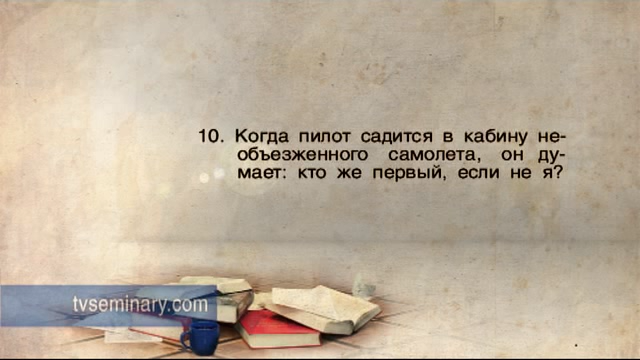 10. Когда пилот садится в кабину не-
объезженного самолета, он ду-
мает: кто же первый, если не я?
tvseminary.com